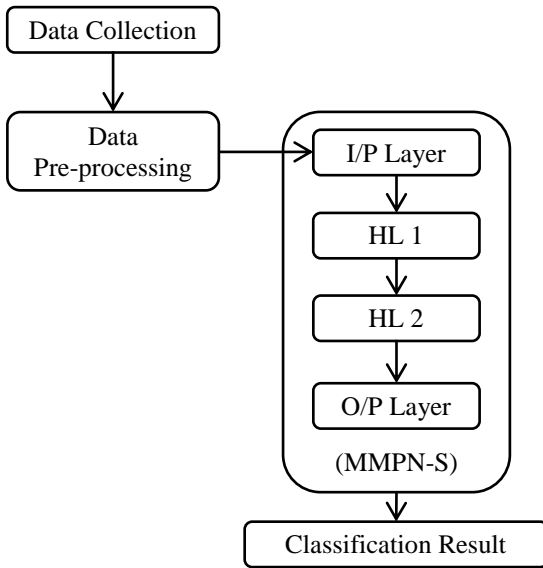 Data Collection
Data
Pre-processing
I/P Layer
HL 1
HL 2
O/P Layer
(MMPN-S)
Classification Result